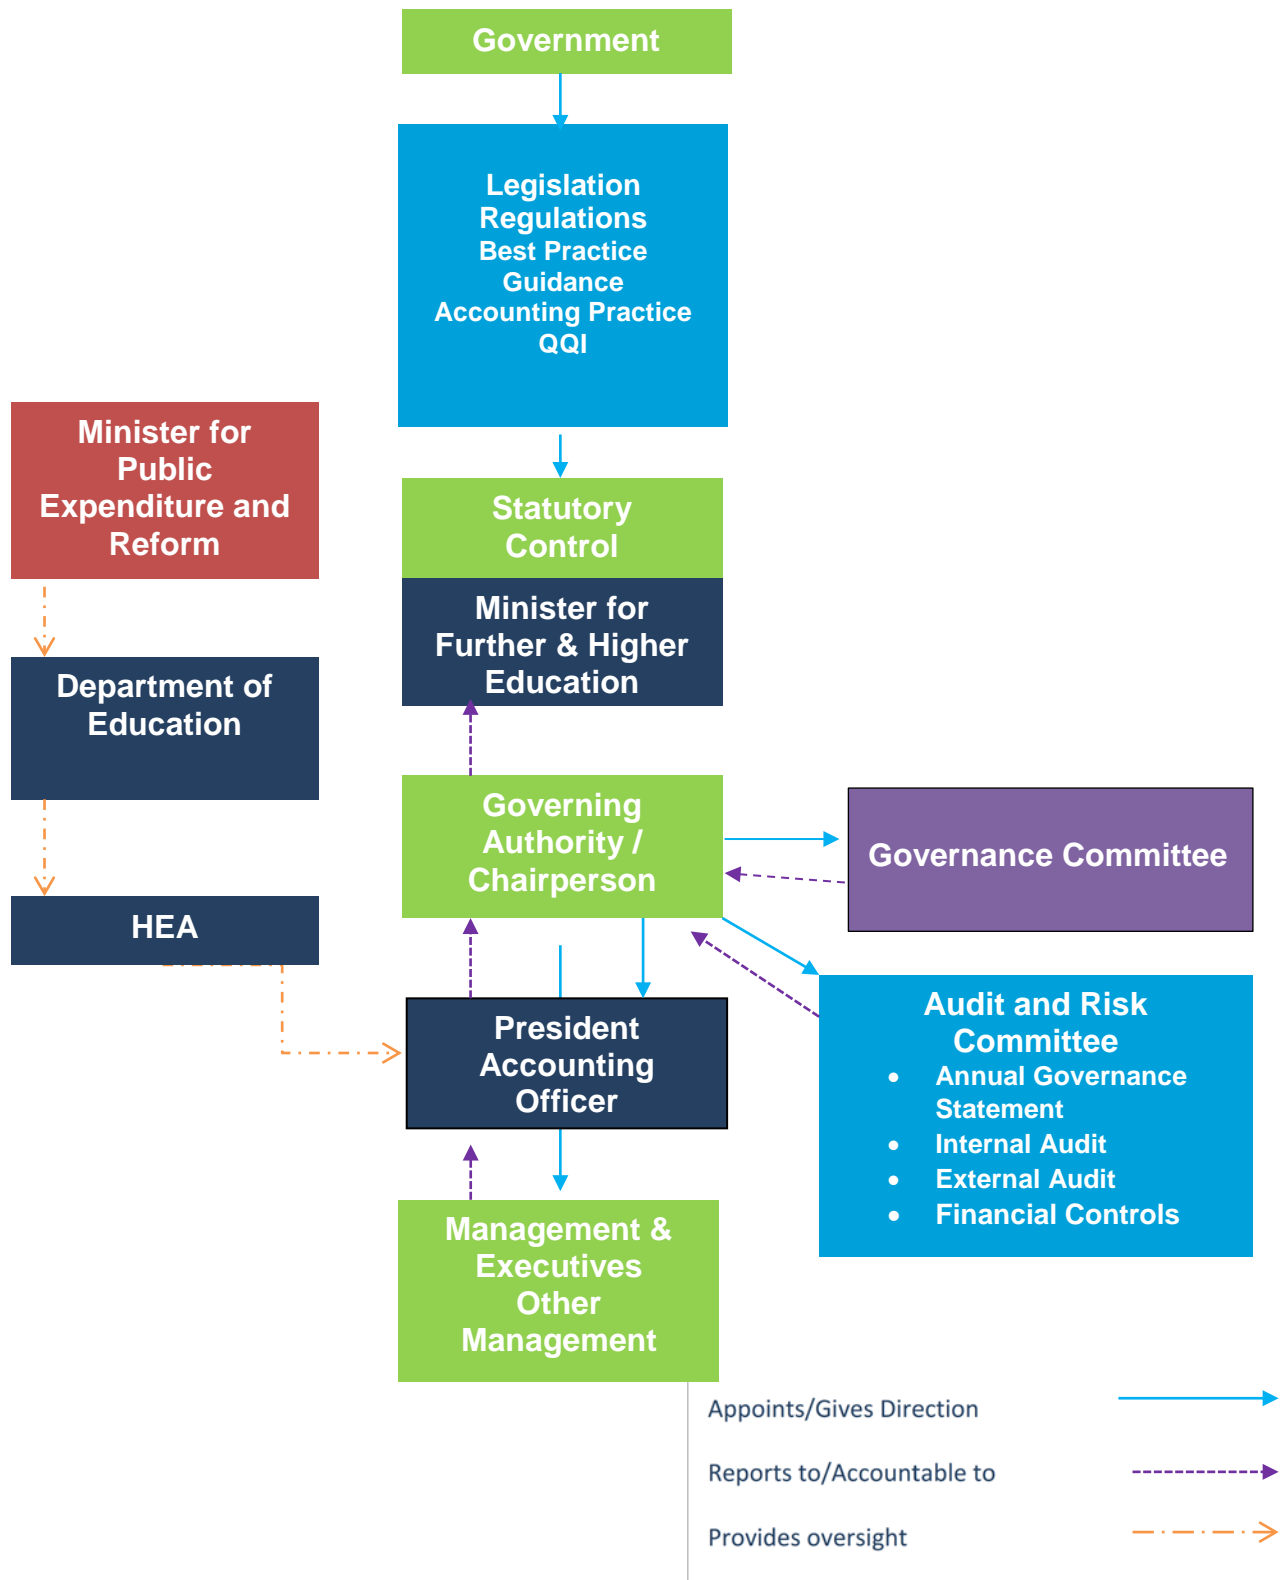 Government
Legislation
Regulations
Best Practice
Guidance
Accounting Practice
QQI
Minister for
Public
Expenditure and
Reform
Statutory
Control
Minister for
Further & Higher
Education
Department of
Education
Governing
Authority /
Chairperson
Governance Committee
HEA
President
Accounting
Officer
Audit and Risk
Committee
• Annual Governance
Statement
• Internal Audit
• External Audit
• Financial Controls
Management &
Executives
Other
Management
Appoints/Gives Direction
Reports to/Accountable to
Provides oversight